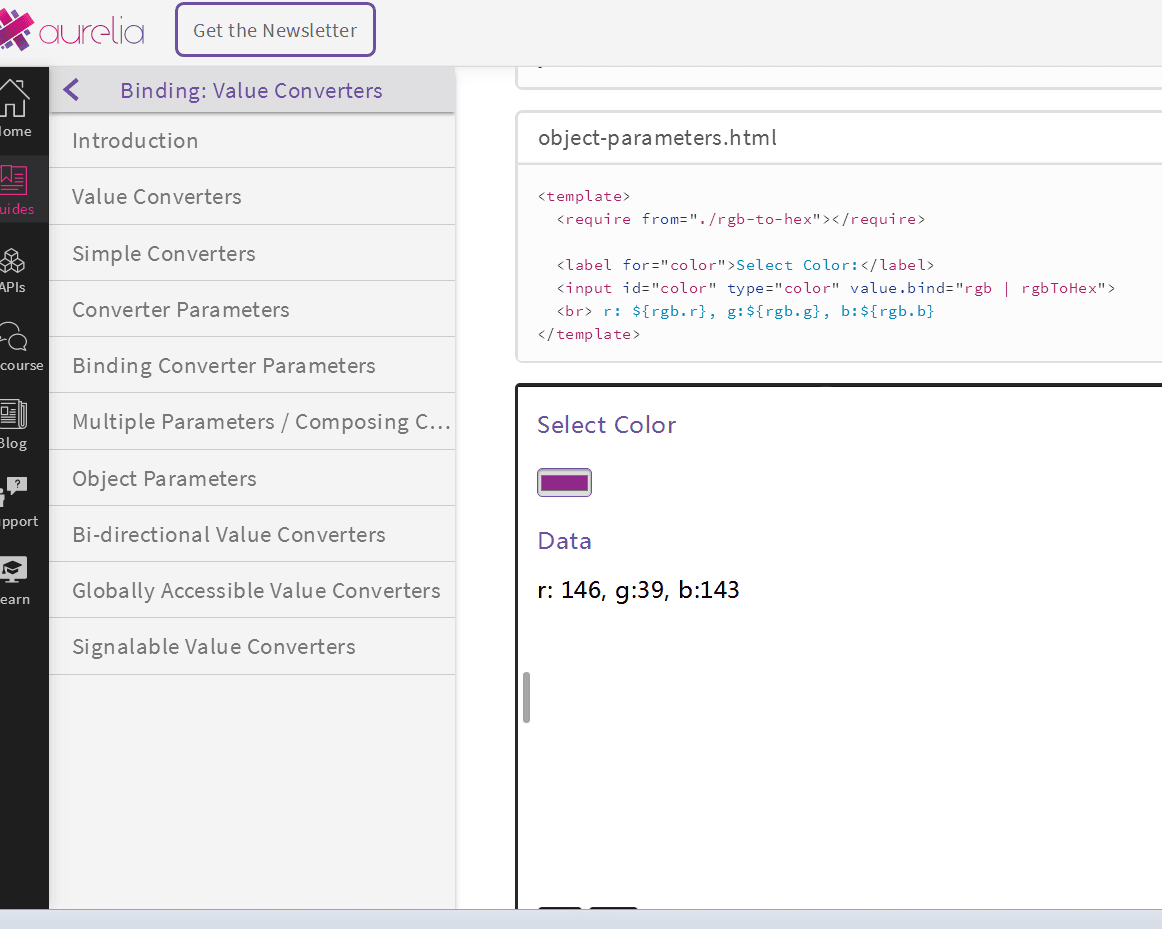 aurelia
Get the Newsletter
Binding: Value Converters
Introduction
Value Converters
Simple Converters
Converter Parameters
Binding Converter Parameters
Multiple Parameters / Composing C...
Object Parameters
Bi-directional Value Converters
Globally Accessible Value Converters
Signalable Value Converters
ome
uides
APIs
course
Blog
pport
earn
object-parameters.html
<template>
  <require from="./rgb-to-hex"></require>
  <label for="color">Select Color:</label>
  <input id="color" type="color" value.bind="rgb | rgbToHex">
  <br> r: ${rgb.r}, g:${rgb.g}, b:${rgb.b}
</template>
Select Color
Data
r: 146, g:39, b:143